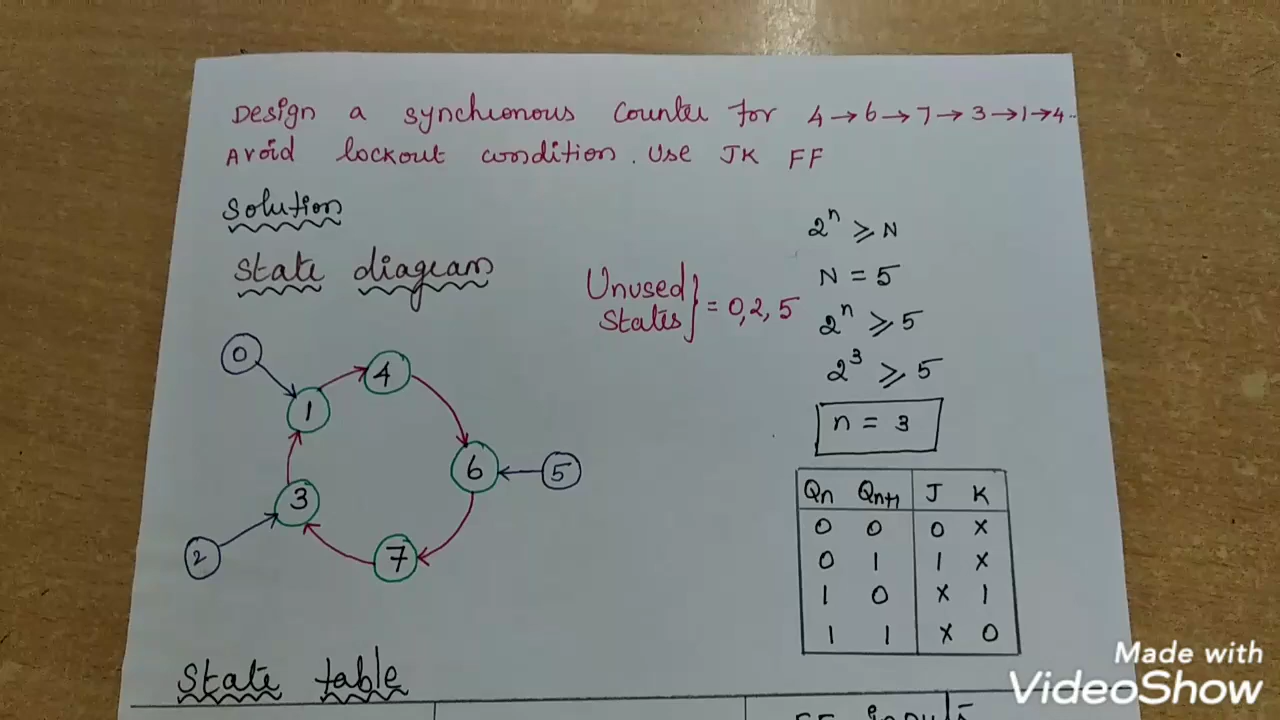 Design a synchronous counter for 4→6→7→3→1→4..
Avoid lockout condition. Use JK FF
Solution
State diagram
Unused
States } = 0,2,5
2ⁿ ≥ N
N = 5
2ⁿ ≥ 5
2³ ≥ 5
n = 3
0
1
4
6
5
3
2
7
Qn Qn+1 J K
0 0 0 x
0 1 1 x
1 0 x 1
1 1 x 0
State table
Made with
VideoShow